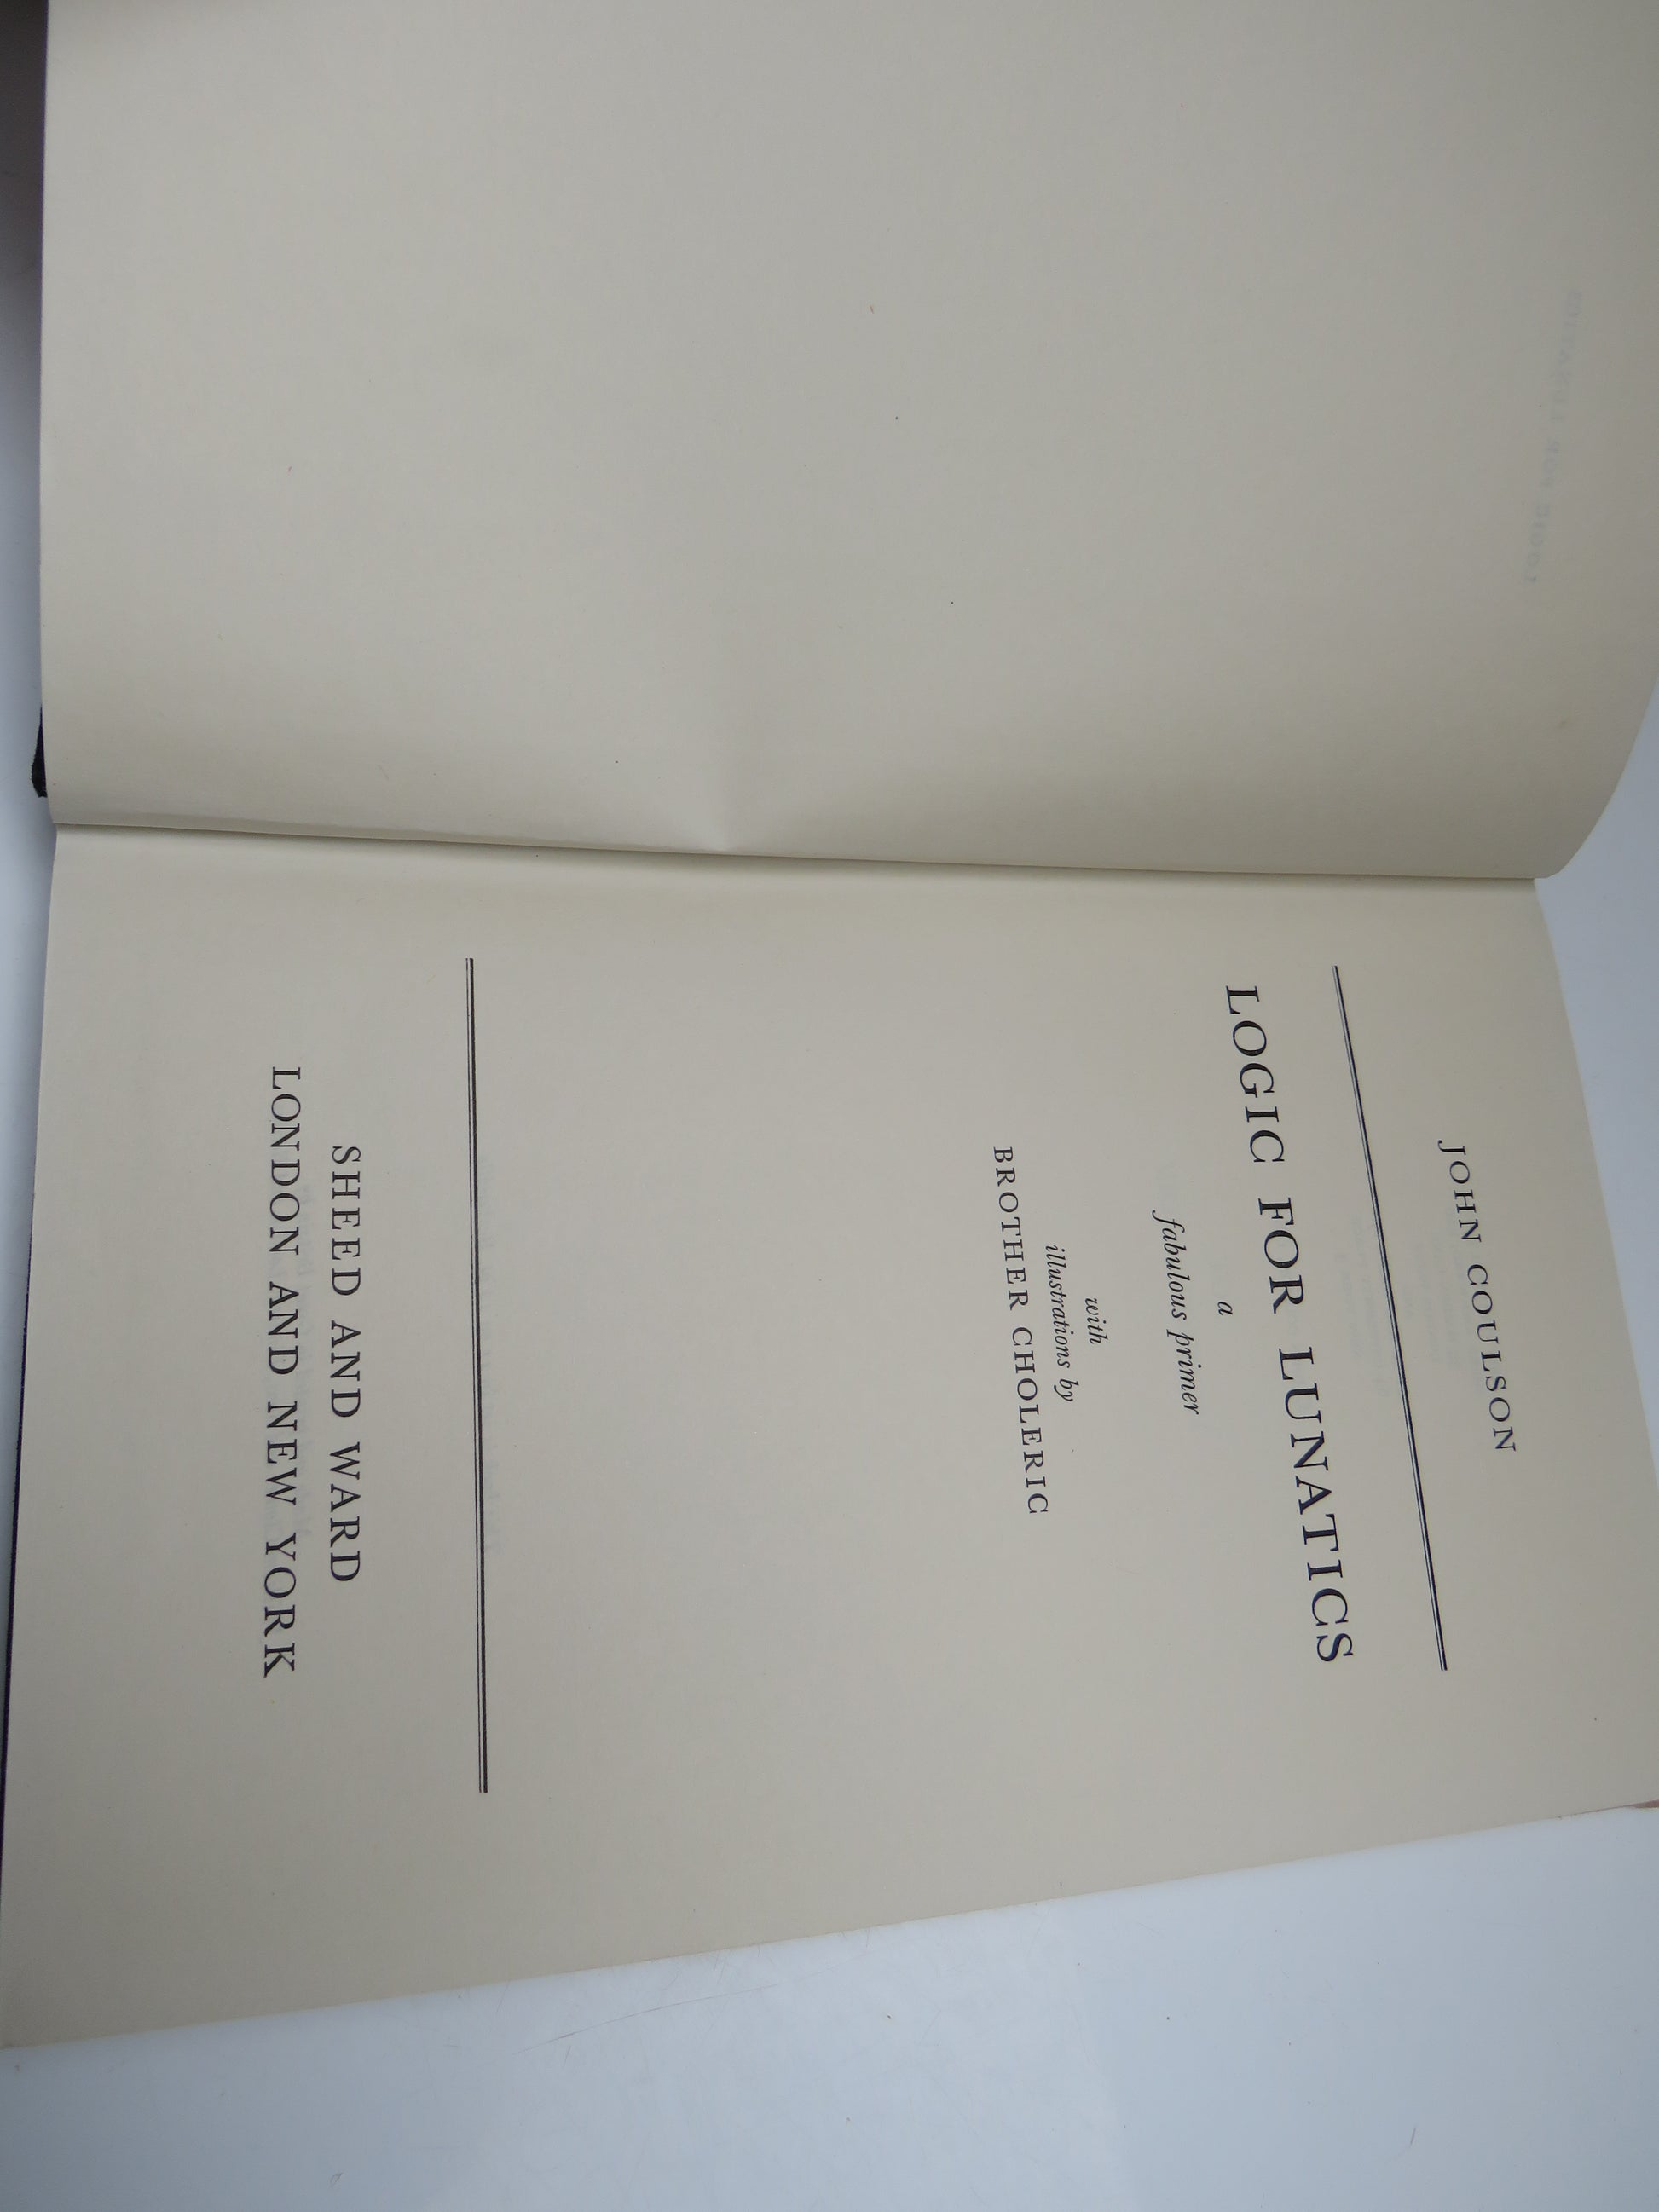 JOHN COULSON
LOGIC FOR LUNATICS
a
fabulous primer
with
illustrations by
BROTHER CHOLERIC
SHEED AND WARD
LONDON AND NEW YORK